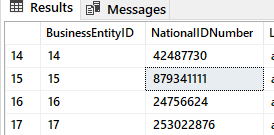 Results Messages
BusinessEntityID NationalIDNumber L
14 14 42487730
15 15 879341111
16 16 24756624
17 17 253022876